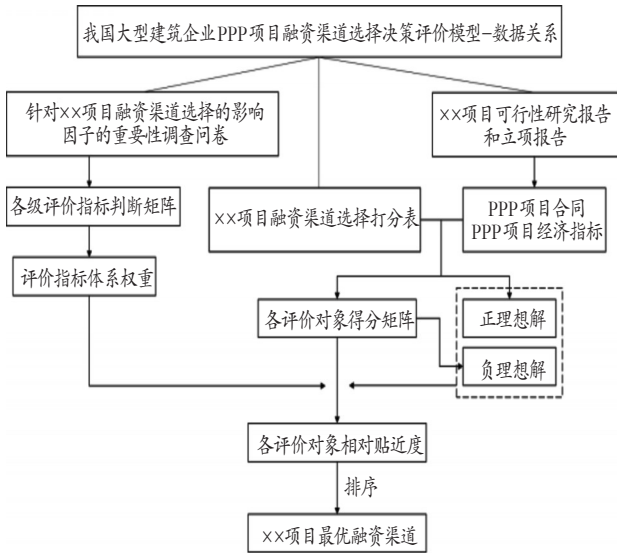 我国大型建筑企业PPP项目融资渠道选择决策评价模型-数据关系
针对××项目融资渠道选择的影响
因子的重要性调查问卷
××项目可行性研究报告
和立项报告
各级评价指标判断矩阵
××项目融资渠道选择打分表
PPP项目合同
PPP项目经济指标
评价指标体系权重
各评价对象得分矩阵
正理想解
负理想解
各评价对象相对贴近度
排序
××项目最优融资渠道